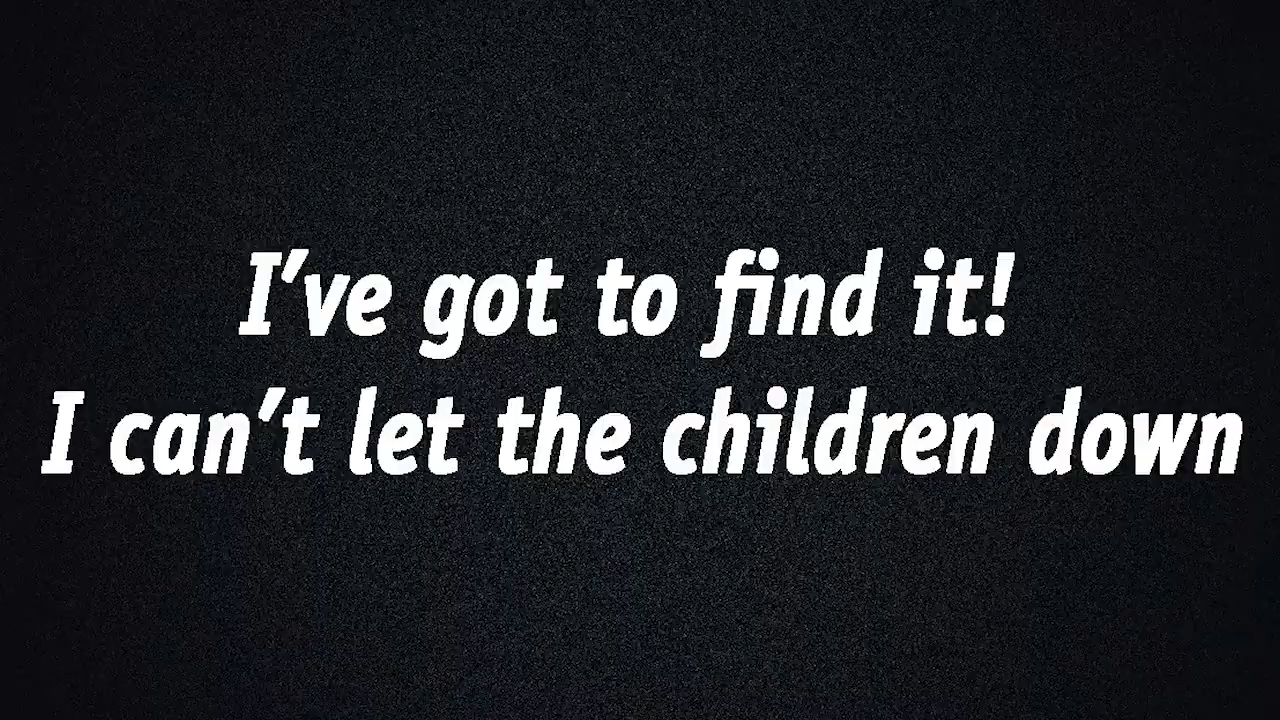 I’ve got to find it!
I can’t let the children down